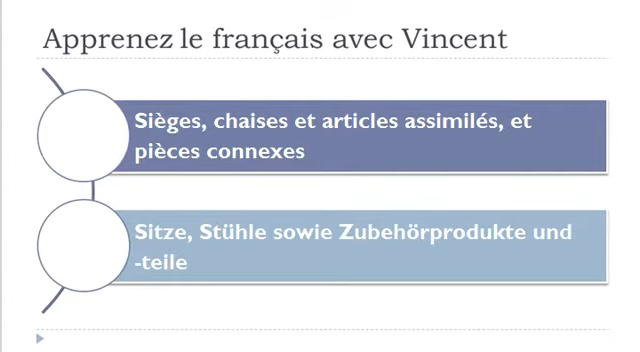 Apprenez le français avec Vincent
Sièges, chaises et articles assimilés, et
pièces connexes
Sitze, Stühle sowie Zubehörprodukte und
-teile